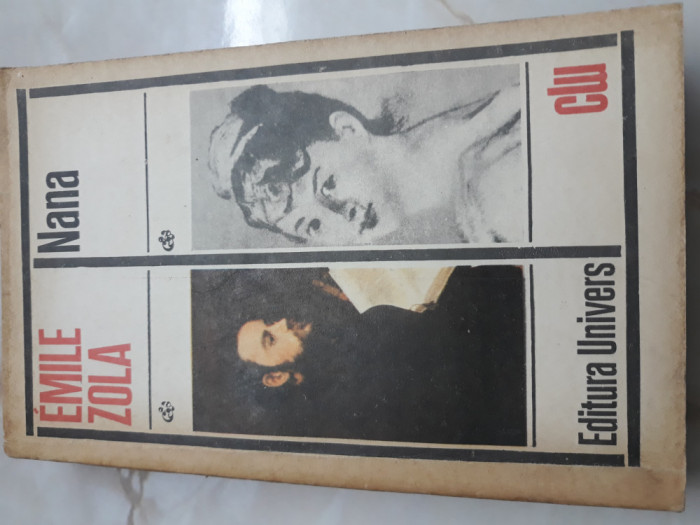 ÉMILE
ZOLA
Nana
Editura Univers
clu